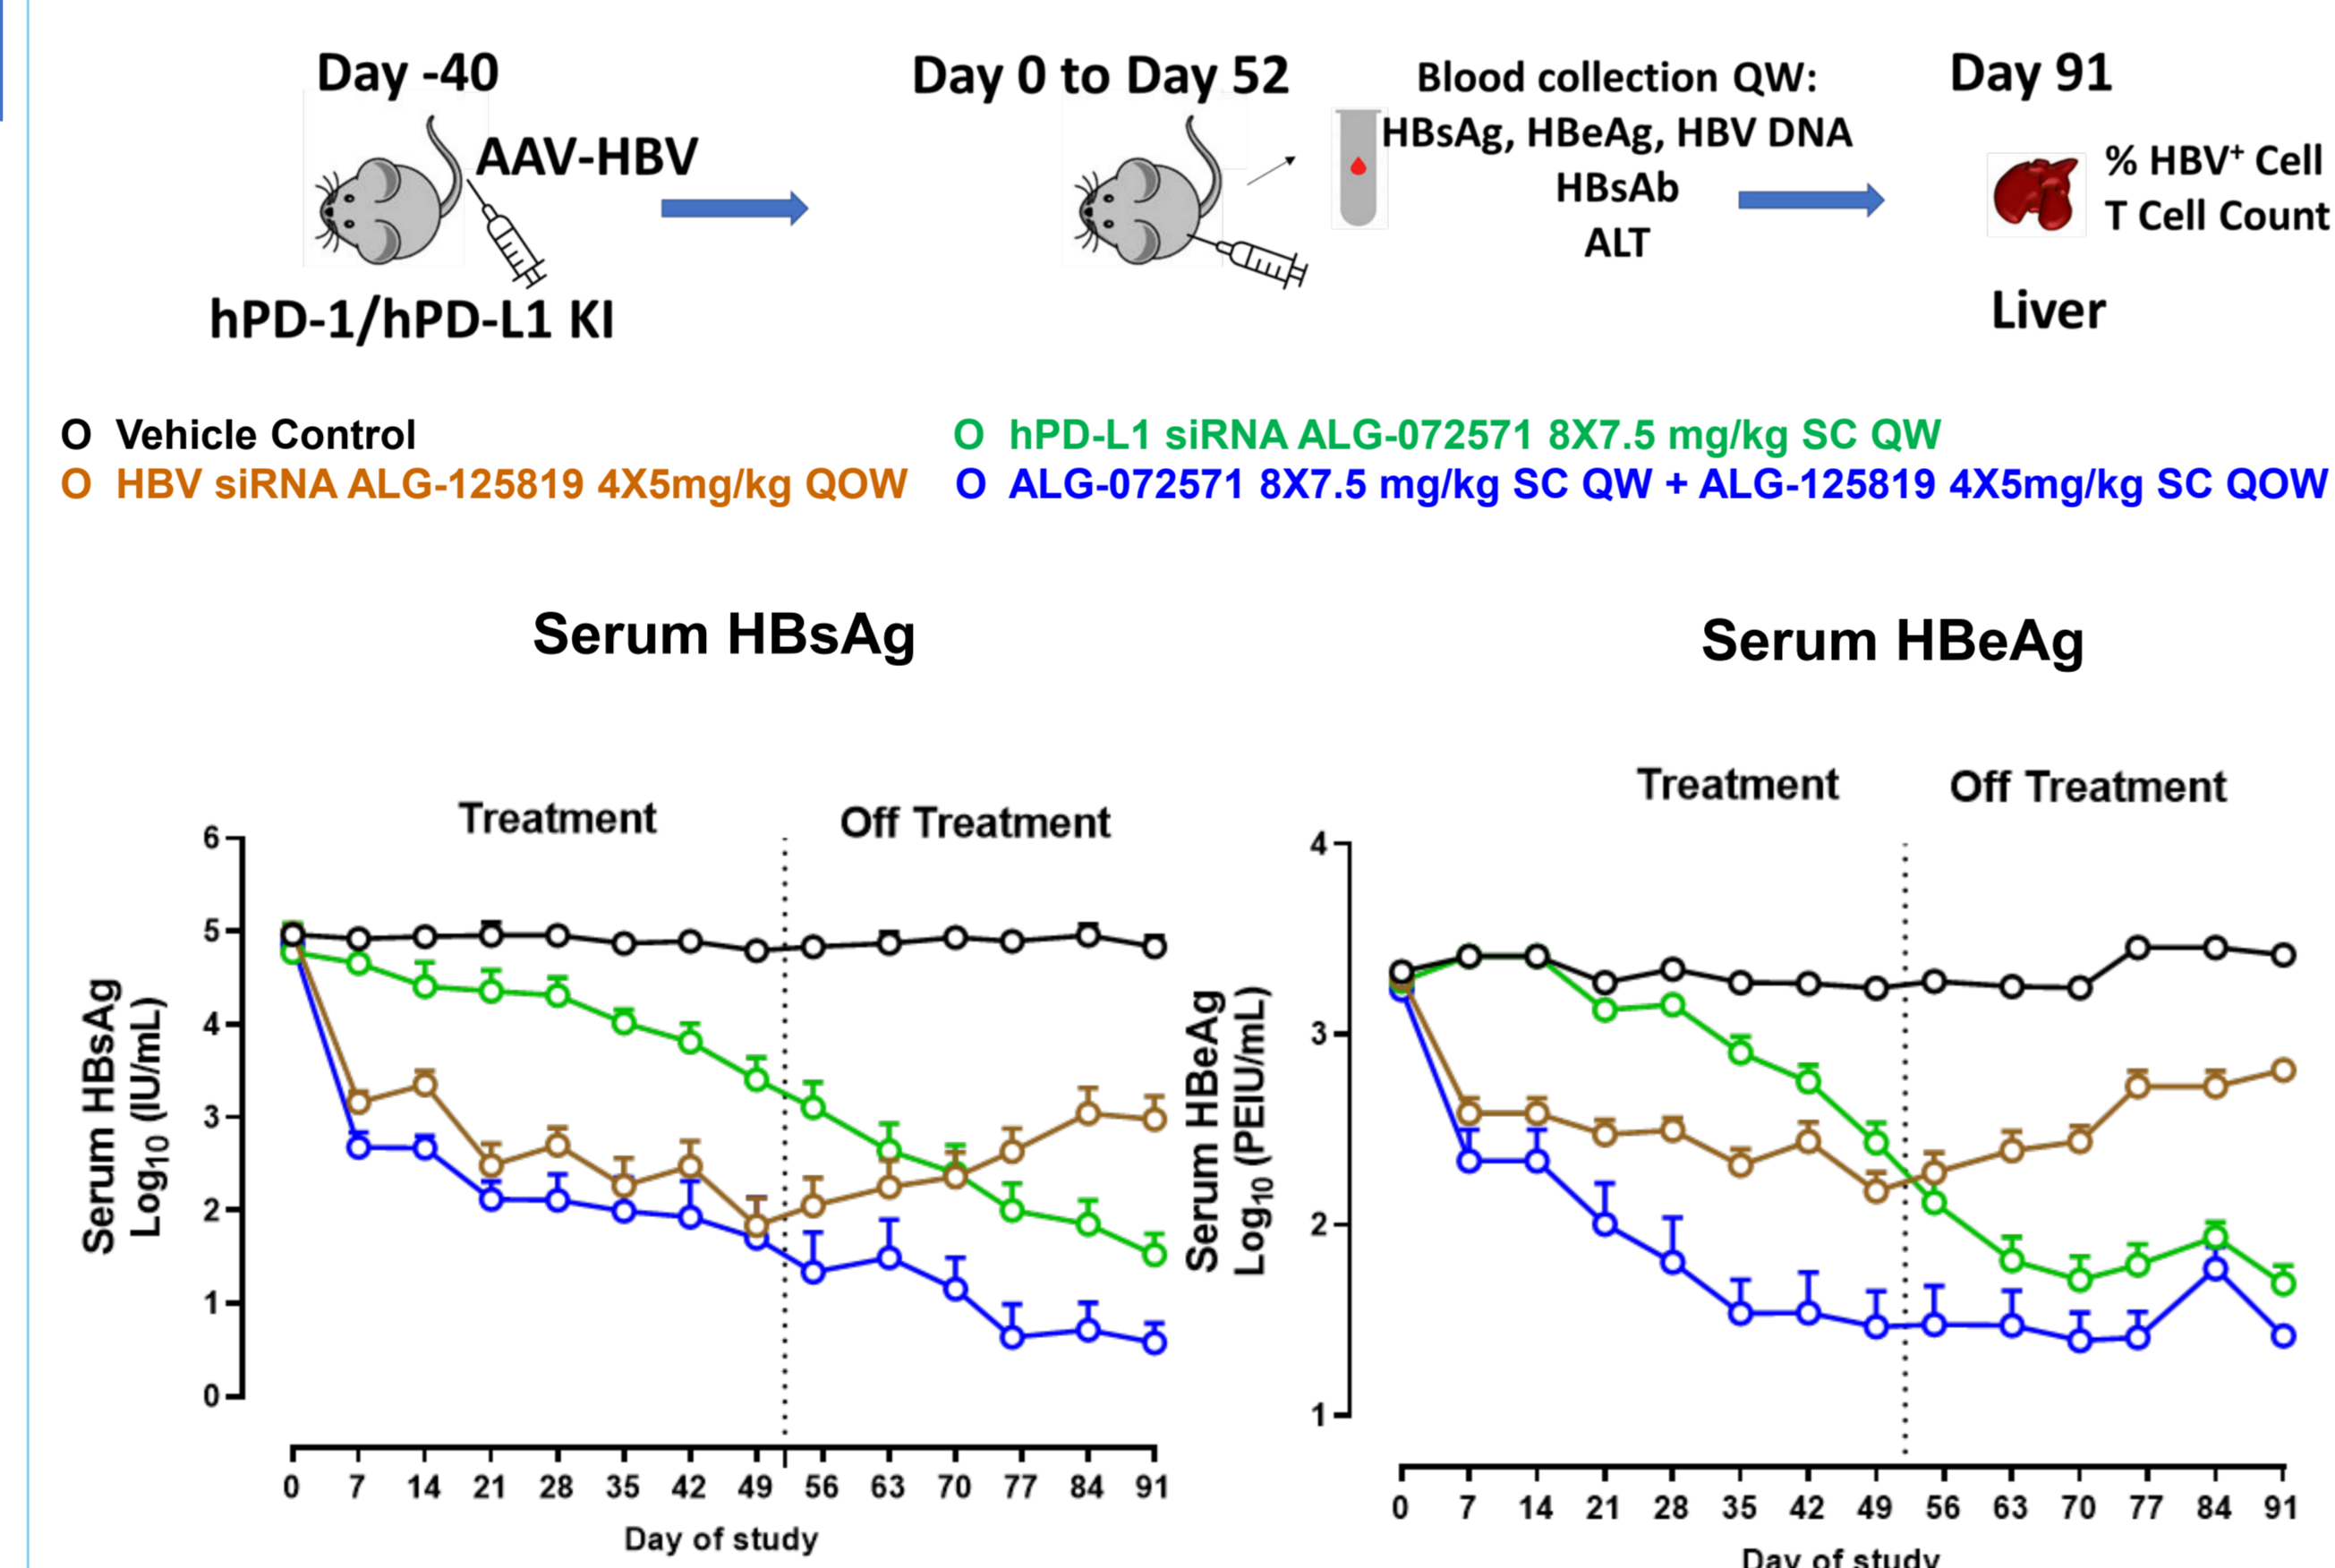 Day -40
AAV-HBV
hPD-1/hPD-L1 KI
Day 0 to Day 52
Blood collection QW:
HBsAg, HBeAg, HBV DNA
HBsAb
ALT
Day 91
% HBV+ Cell
T Cell Count
Liver
O Vehicle Control
O HBV siRNA ALG-125819 4X5mg/kg QOW
O hPD-L1 siRNA ALG-072571 8X7.5 mg/kg SC QW
O ALG-072571 8X7.5 mg/kg SC QW + ALG-125819 4X5mg/kg SC QOW
Serum HBsAg
Treatment
Off Treatment
Serum HBsAg
Log10 (IU/mL)
6
5
4
3
2
1
0
0 7 14 21 28 35 42 49 56 63 70 77 84 91
Day of study
Serum HBeAg
Treatment
Off Treatment
Serum HBeAg
Log10 (PEIU/mL)
4
3
2
1
0 7 14 21 28 35 42 49 56 63 70 77 84 91
Day of study